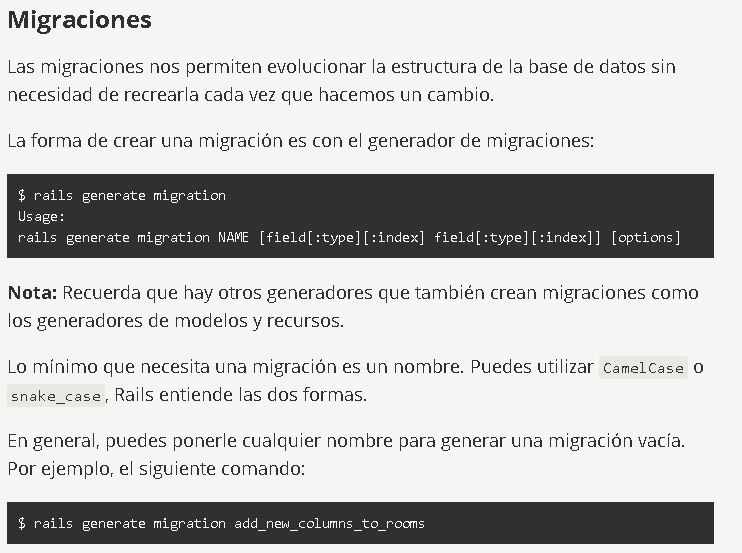 Migraciones
Las migraciones nos permiten evolucionar la estructura de la base de datos sin
necesidad de recrearla cada vez que hacemos un cambio.
La forma de crear una migración es con el generador de migraciones:
$ rails generate migration
Usage:
rails generate migration NAME [field[:type][:index] field[:type][:index]] [options]
Nota: Recuerda que hay otros generadores que también crean migraciones como
los generadores de modelos y recursos.
Lo mínimo que necesita una migración es un nombre. Puedes utilizar CamelCase o
snake_case, Rails entiende las dos formas.
En general, puedes ponerle cualquier nombre para generar una migración vacía.
Por ejemplo, el siguiente comando:
$ rails generate migration add_new_columns_to_rooms